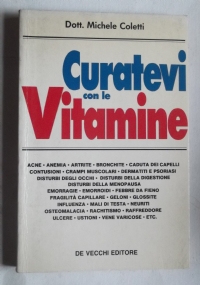 Dott. Michele Coletti
Curatevi
con le
Vitamine
ACNE • ANEMIA • ARTRITE • BRONCHITE • CADUTA DEI CAPELLI
CONTUSIONI • CRAMPI MUSCOLARI • DERMATITI E PSORIASI
DISTURBI DEGLI OCCHI • DISTURBI DELLA DIGESTIONE
DISTURBI DELLA MENOPAUSA
EMORRAGIE • EMORROIDI • FEBBRE DA FIENO
FRAGILITÀ CAPILLARE • GELONI • GLOSSITE
INFLUENZA • MALI DI TESTA • NEURITI
OSTEOMALACIA • RACHITISMO • RAFFREDDORE
ULCERE • USTIONI • VENE VARICOSE • ETC.
DE VECCHI EDITORE